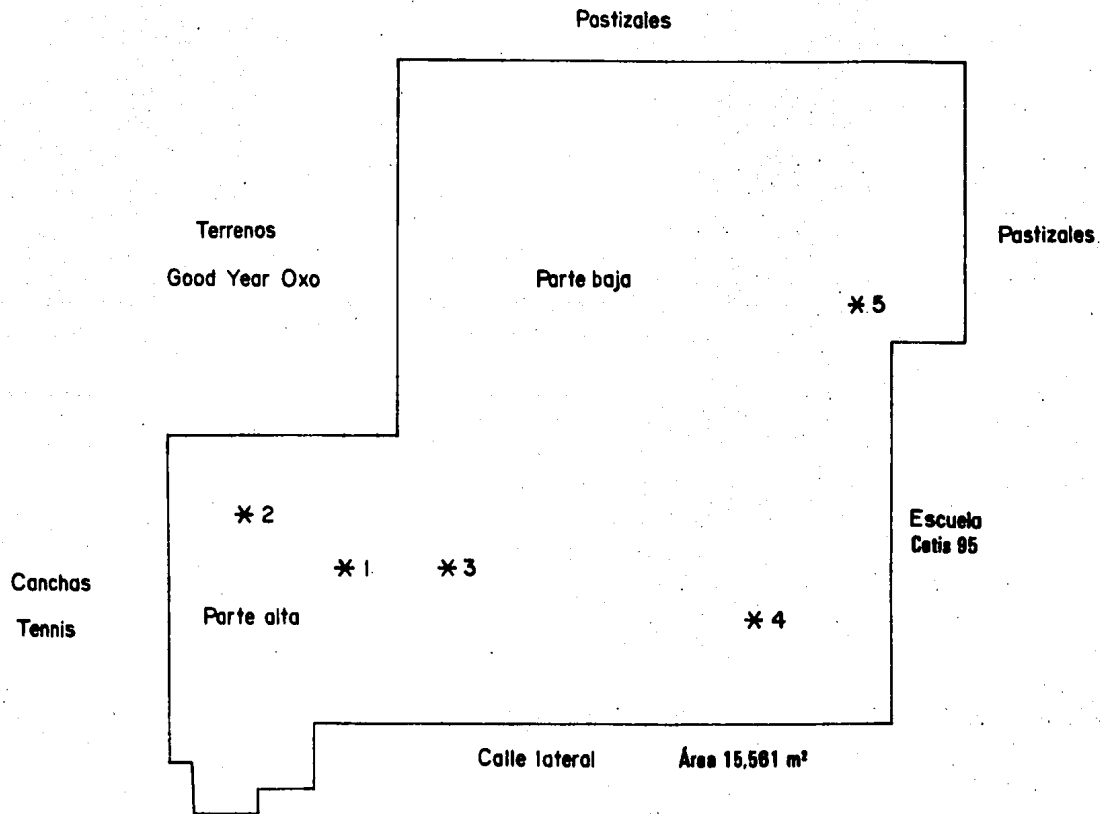 Pastizales
Terrenos
Good Year Oxo
Pastizales
Parte baja
* 5
* 2
Escuela
Cetis 95
* 1
* 3
Canchas
Tennis
Parte alta
* 4
Calle lateral
Área 15,561 m²